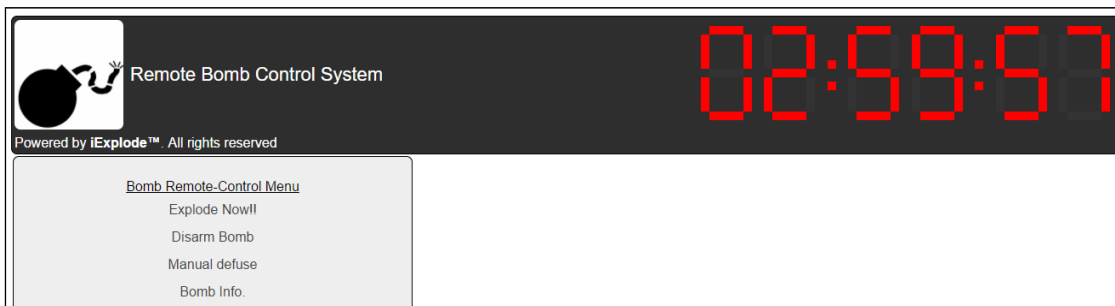 02:59:57
Remote Bomb Control System
Powered by iExplode™. All rights reserved
Bomb Remote-Control Menu
Explode Now!!
Disarm Bomb
Manual defuse
Bomb Info.